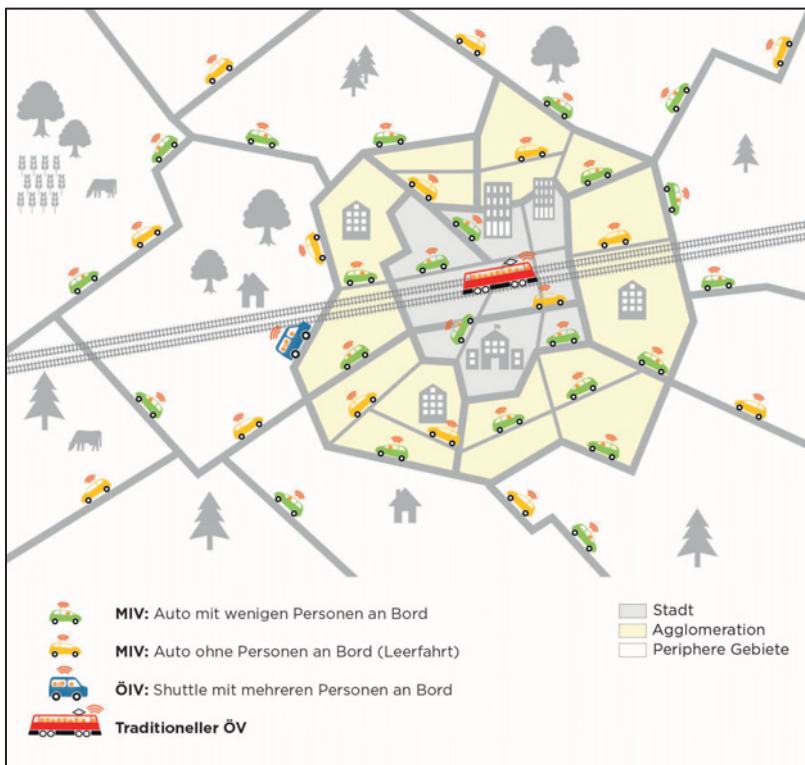 MIV: Auto mit wenigen Personen an Bord
MIV: Auto ohne Personen an Bord (Leerfahrt)
ÖIV: Shuttle mit mehreren Personen an Bord
Traditioneller ÖV
Stadt
Agglomeration
Periphere Gebiete